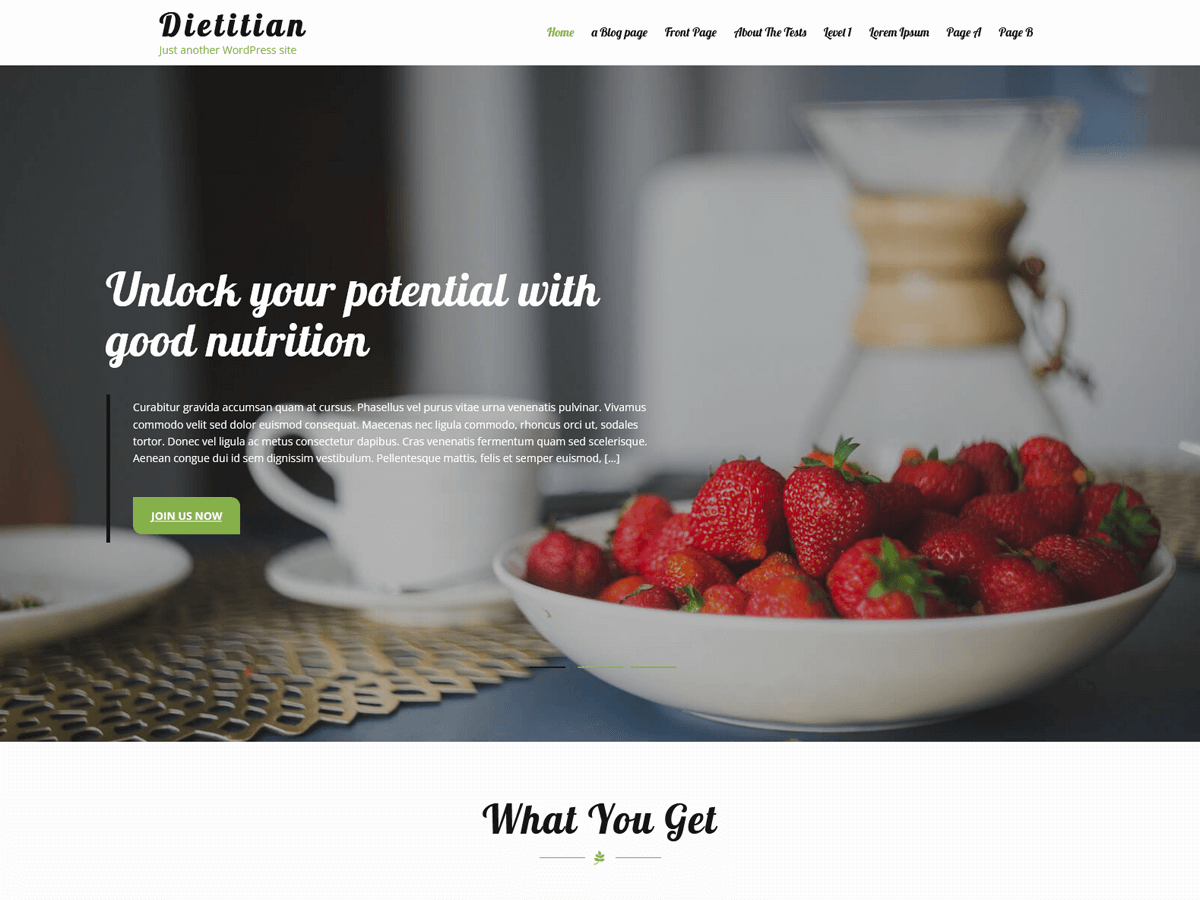 Dietitian
Just another WordPress site
Home a Blog page Front Page About The Tests Level 1 Lorem Ipsum Page A Page B
Unlock your potential with
good nutrition
Curabitur gravida accumsan quam at cursus. Phasellus vel purus vitae urna venenatis pulvinar. Vivamus
commodo velit sed dolor euismod consequat. Maecenas nec ligula commodo, rhoncus orci ut, sodales
tortor. Donec vel ligula ac metus consectetur dapibus. Cras venenatis fermentum quam sed scelerisque.
Aenean congue dui id sem dignissim vestibulum. Pellentesque mattis, felis et semper euismod, [...]
JOIN US NOW
What You Get